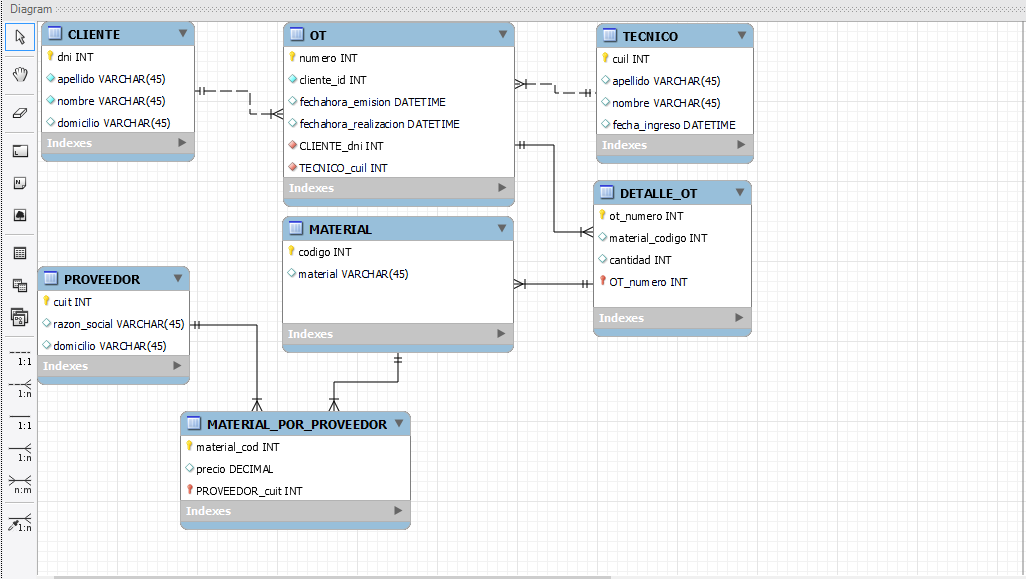 Diagram
CLIENTE
dni INT
apellido VARCHAR(45)
nombre VARCHAR(45)
domicilio VARCHAR(45)
Indexes
OT
numero INT
cliente_id INT
fechahora_emision DATETIME
fechahora_realizacion DATETIME
CLIENTE_dni INT
TECNICO_cuil INT
Indexes
TECNICO
cuil INT
apellido VARCHAR(45)
nombre VARCHAR(45)
fecha_ingreso DATETIME
Indexes
DETALLE_OT
ot_numero INT
material_codigo INT
cantidad INT
OT_numero INT
Indexes
MATERIAL
codigo INT
material VARCHAR(45)
Indexes
PROVEEDOR
cuit INT
razon_social VARCHAR(45)
domicilio VARCHAR(45)
Indexes
MATERIAL_POR_PROVEEDOR
material_cod INT
precio DECIMAL
PROVEEDOR_cuit INT
Indexes
1:1
1:n
1:1
1:n
n:m
1:n